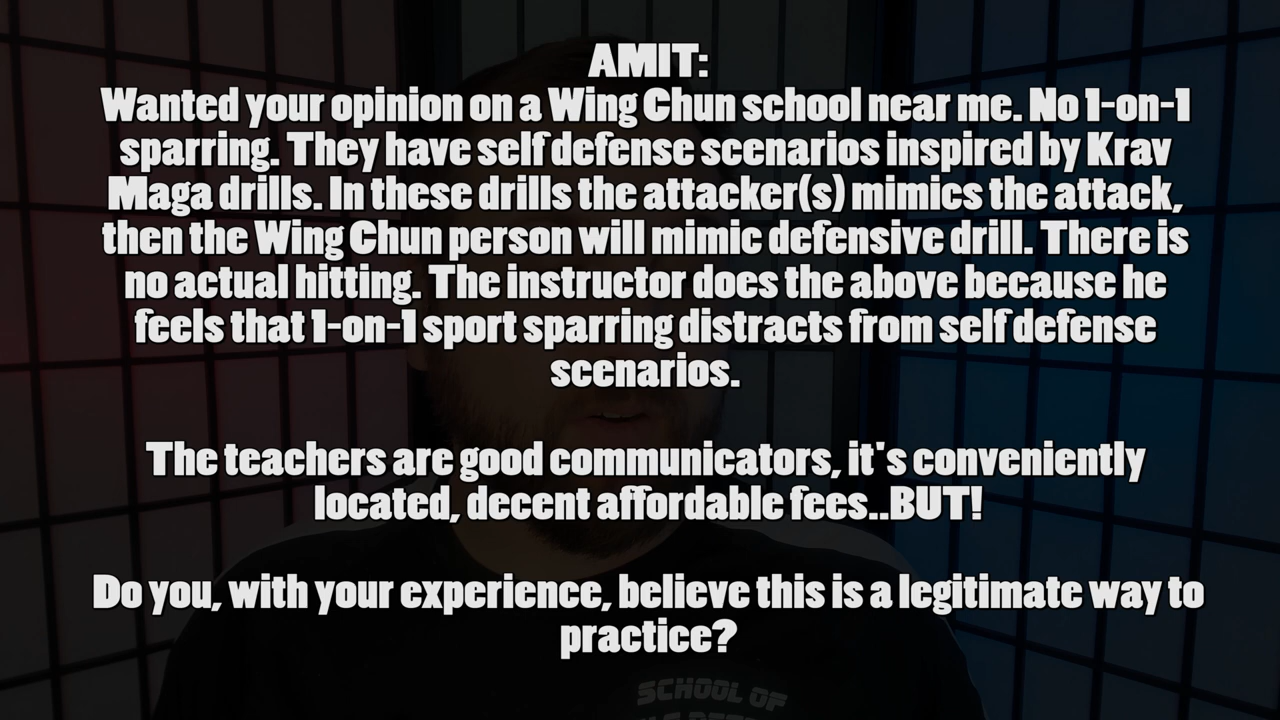 AMIT:
Wanted your opinion on a Wing Chun school near me. No 1-on-1
sparring. They have self defense scenarios inspired by Krav
Maga drills. In these drills the attacker(s) mimics the attack,
then the Wing Chun person will mimic defensive drill. There is
no actual hitting. The instructor does the above because he
feels that 1-on-1 sport sparring distracts from self defense
scenarios.
The teachers are good communicators, it's conveniently
located, decent affordable fees..BUT!
Do you, with your experience, believe this is a legitimate way to
practice?
SCHOOL OF